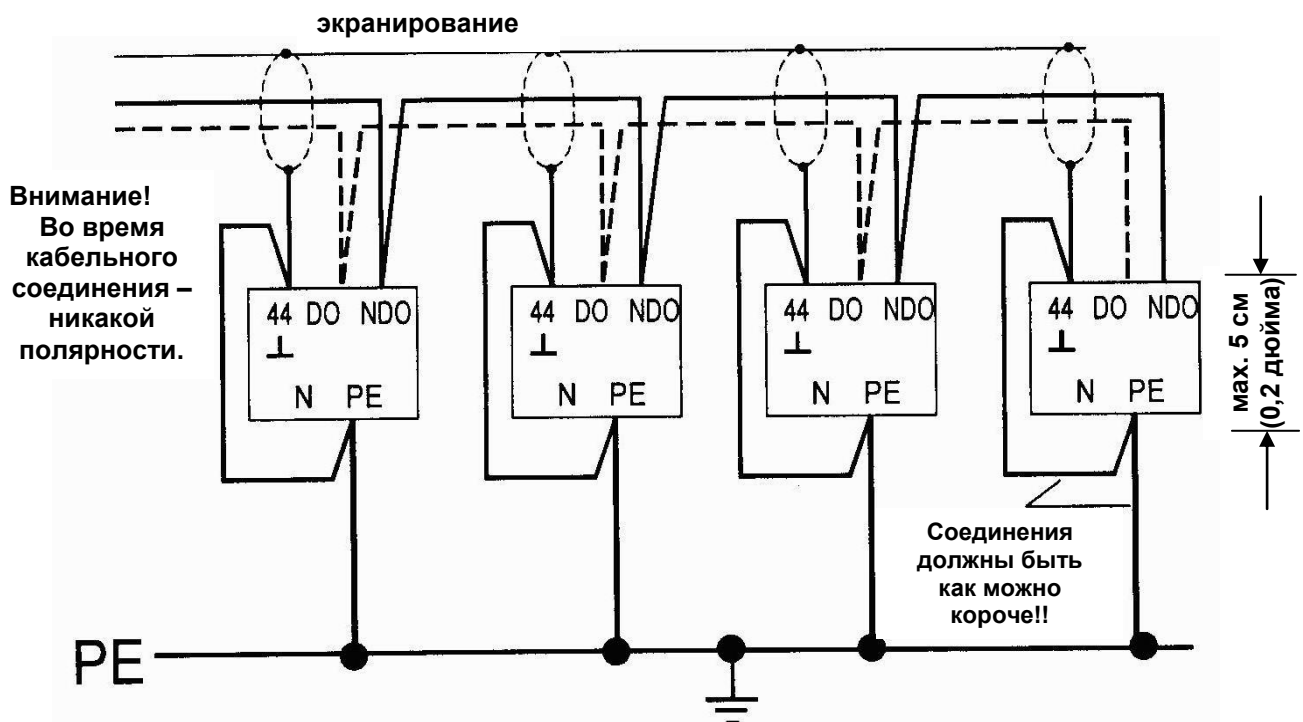 экранирование
Внимание!
Во время
кабельного
соединения –
никакой
полярности.
44 DO NDO
N PE
44 DO NDO
N PE
44 DO NDO
N PE
44 DO NDO
N PE
мах. 5 см
(0,2 дюйма)
Соединения
должны быть
как можно
короче!!
PE